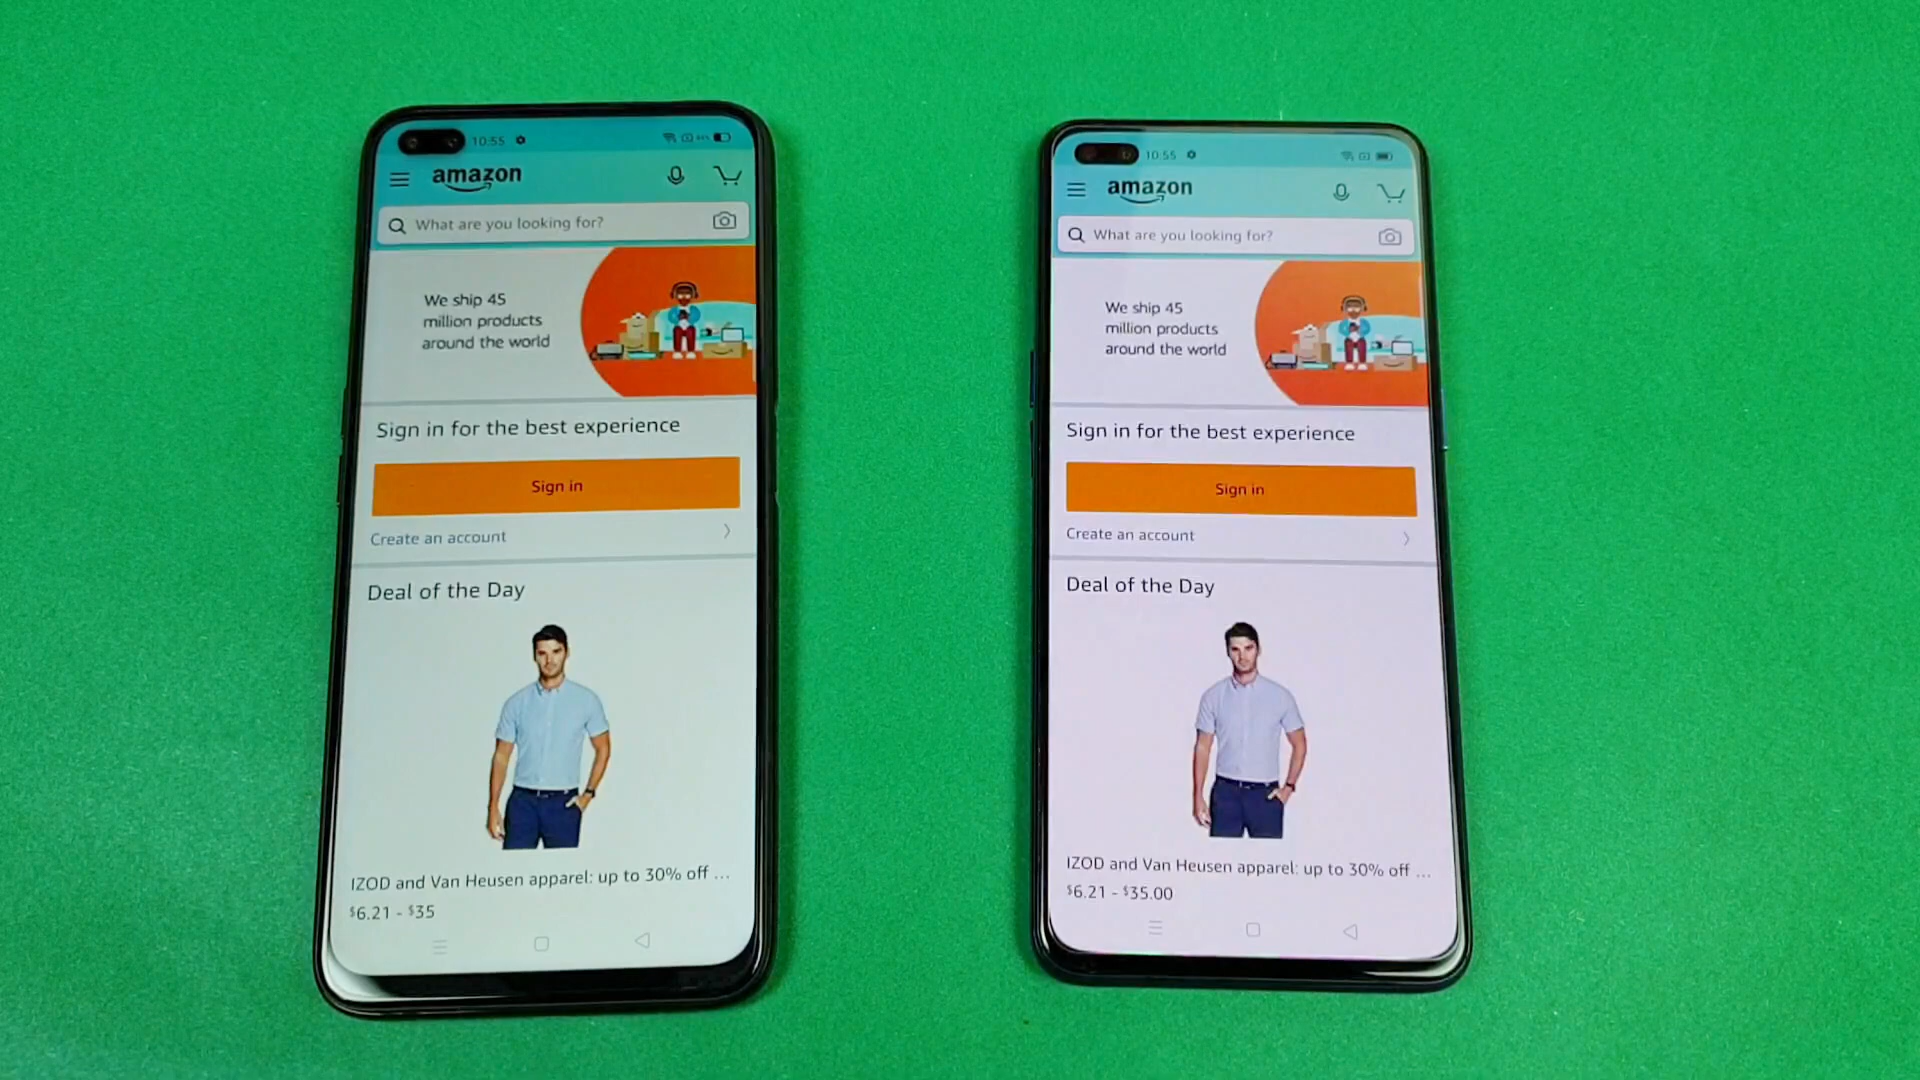 10:55
amazon
What are you looking for?
We ship 45
million products
around the world
Sign in for the best experience
Sign in
Create an account
Deal of the Day
IZOD and Van Heusen apparel: up to 30% off ...
$6.21 - $35
10:55
amazon
What are you looking for?
We ship 45
million products
around the world
Sign in for the best experience
Sign in
Create an account
Deal of the Day
IZOD and Van Heusen apparel: up to 30% off ...
$6.21 - $35.00